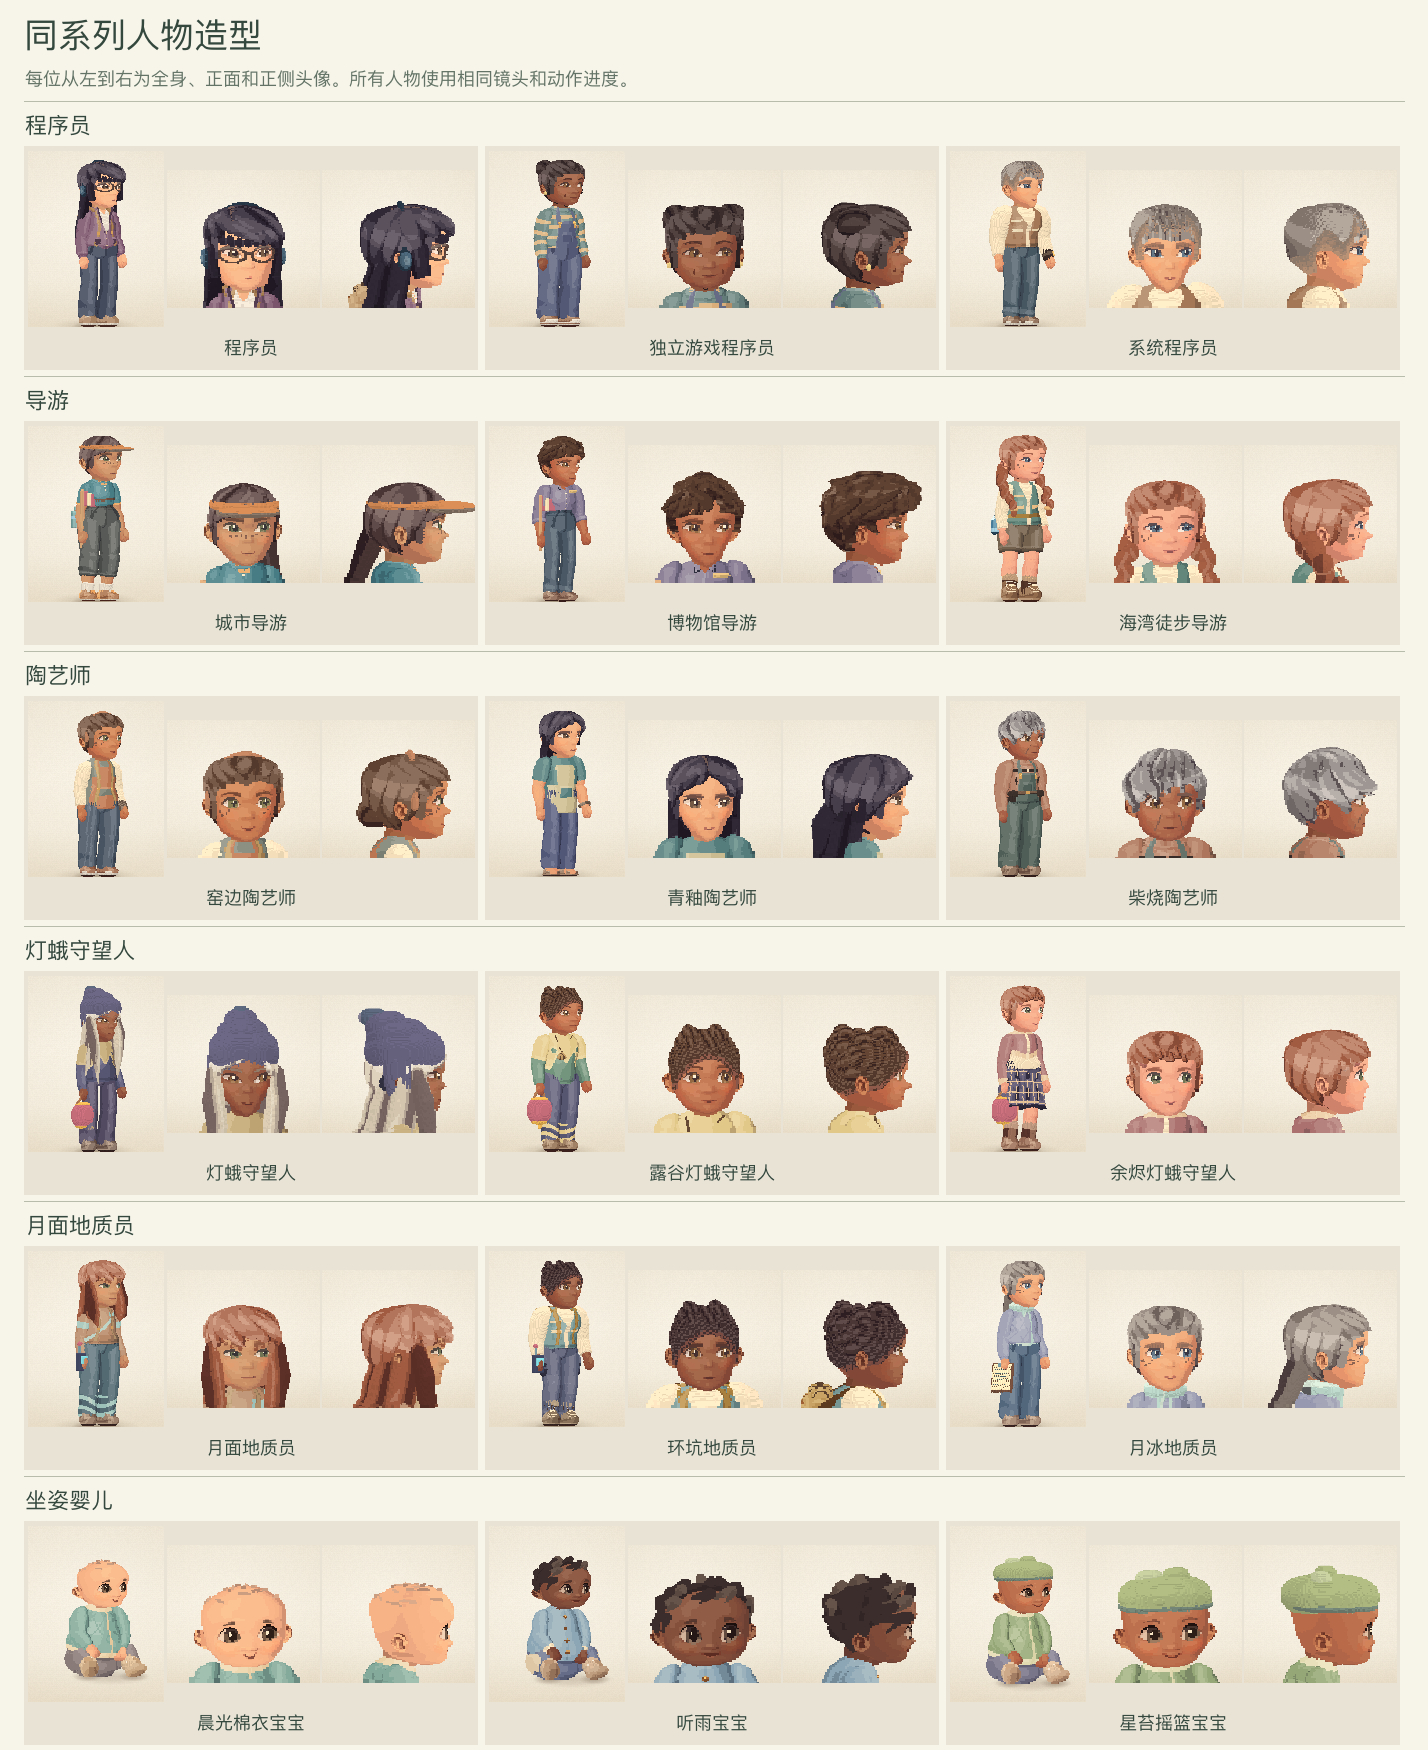 同系列人物造型
每位从左到右为全身、正面和正侧头像。所有人物使用相同镜头和动作进度。
程序员
程序员
独立游戏程序员
系统程序员
导游
城市导游
博物馆导游
海湾徒步导游
陶艺师
窑边陶艺师
青釉陶艺师
柴烧陶艺师
灯蛾守望人
灯蛾守望人
露谷灯蛾守望人
余烬灯蛾守望人
月面地质员
月面地质员
环坑地质员
月冰地质员
坐姿婴儿
晨光棉衣宝宝
听雨宝宝
星苔摇篮宝宝